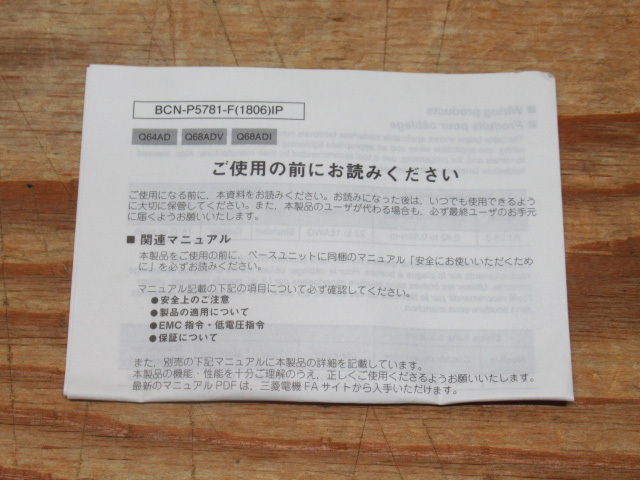 BCN-P5781-F(1806)IP
Q64AD Q68ADV Q68ADI
ご使用の前にお読みください
ご使用になる前に、本資料をお読みください。お読みになった後は、いつでも使用できるよう
に大切に保管してください。また、本製品のユーザが代わる場合も、必ず最終ユーザのお手元
に届くようお願いいたします。
■ 関連マニュアル
本製品をご使用の前に、ベースユニットに同梱のマニュアル「安全にお使いいただくため
に」を必ずお読みください。
マニュアル記載の下記の項目について必ず確認してください。
●安全上のご注意
●製品の適用について
●EMC指令・低電圧指令
●保証について
また、別売の下記マニュアルに本製品の詳細を記載しています。
本製品の機能・性能を十分ご理解のうえ、正しくご使用くださるようお願いいたします。
最新のマニュアルPDFは、三菱電機FAサイトから入手いただけます。
■ Wiring products
■ Produits pour câblage